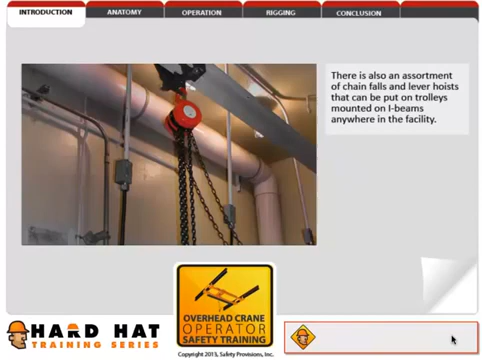 INTRODUCTION
ANATOMY
OPERATION
RIGGING
CONCLUSION
There is also an assortment
of chain falls and lever hoists
that can be put on trolleys
mounted on I-beams
anywhere in the facility.
HARD HAT
TRAINING SERIES
OVERHEAD CRANE
OPERATOR
SAFETY TRAINING
Copyright 2013, Safety Provisions, Inc.